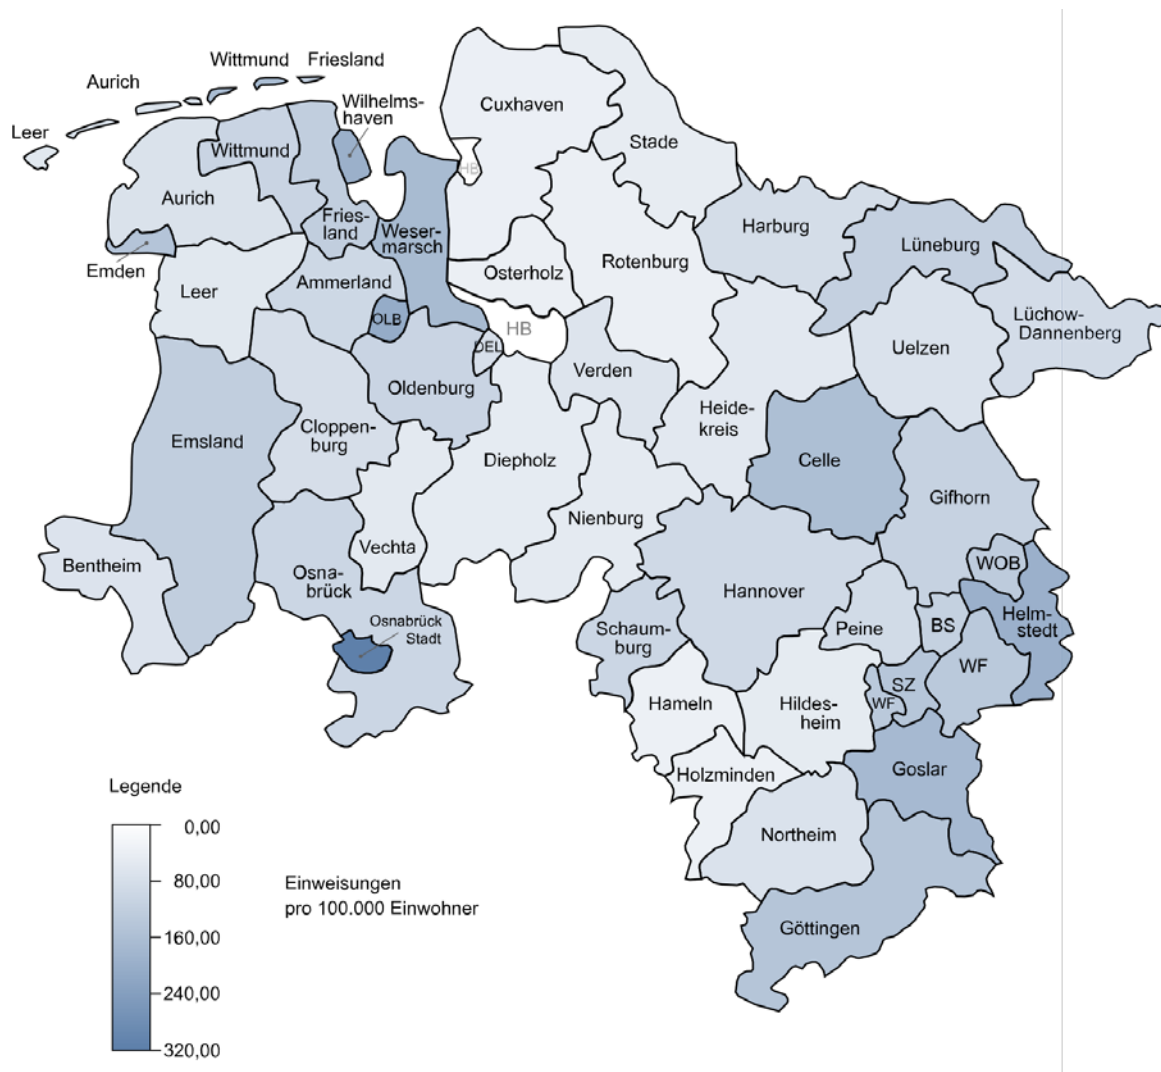 Wittmund
Friesland
Aurich
Leer
Wilhelms-
haven
Cuxhaven
HB
Stade
Wittmund
Aurich
Fries-
land
Weser-
marsch
Harburg
Lüneburg
Emden
Leer
Ammerland
Osterholz
Rotenburg
Lüchow-
Dannenberg
OLB
HB
DEL
Uelzen
Verden
Oldenburg
Heide-
kreis
Emsland
Cloppen-
burg
Diepholz
Celle
Gifhorn
Nienburg
Vechta
Bentheim
Osna-
brück
WOB
Hannover
Helm-
stedt
Osnabrück
Stadt
Schaum-
burg
Peine
BS
WF
SZ
WF
Hameln
Hildes-
heim
Holzminden
Goslar
Northeim
Göttingen
Legende
0,00
80,00
160,00
240,00
320,00
Einweisungen
pro 100.000 Einwohner